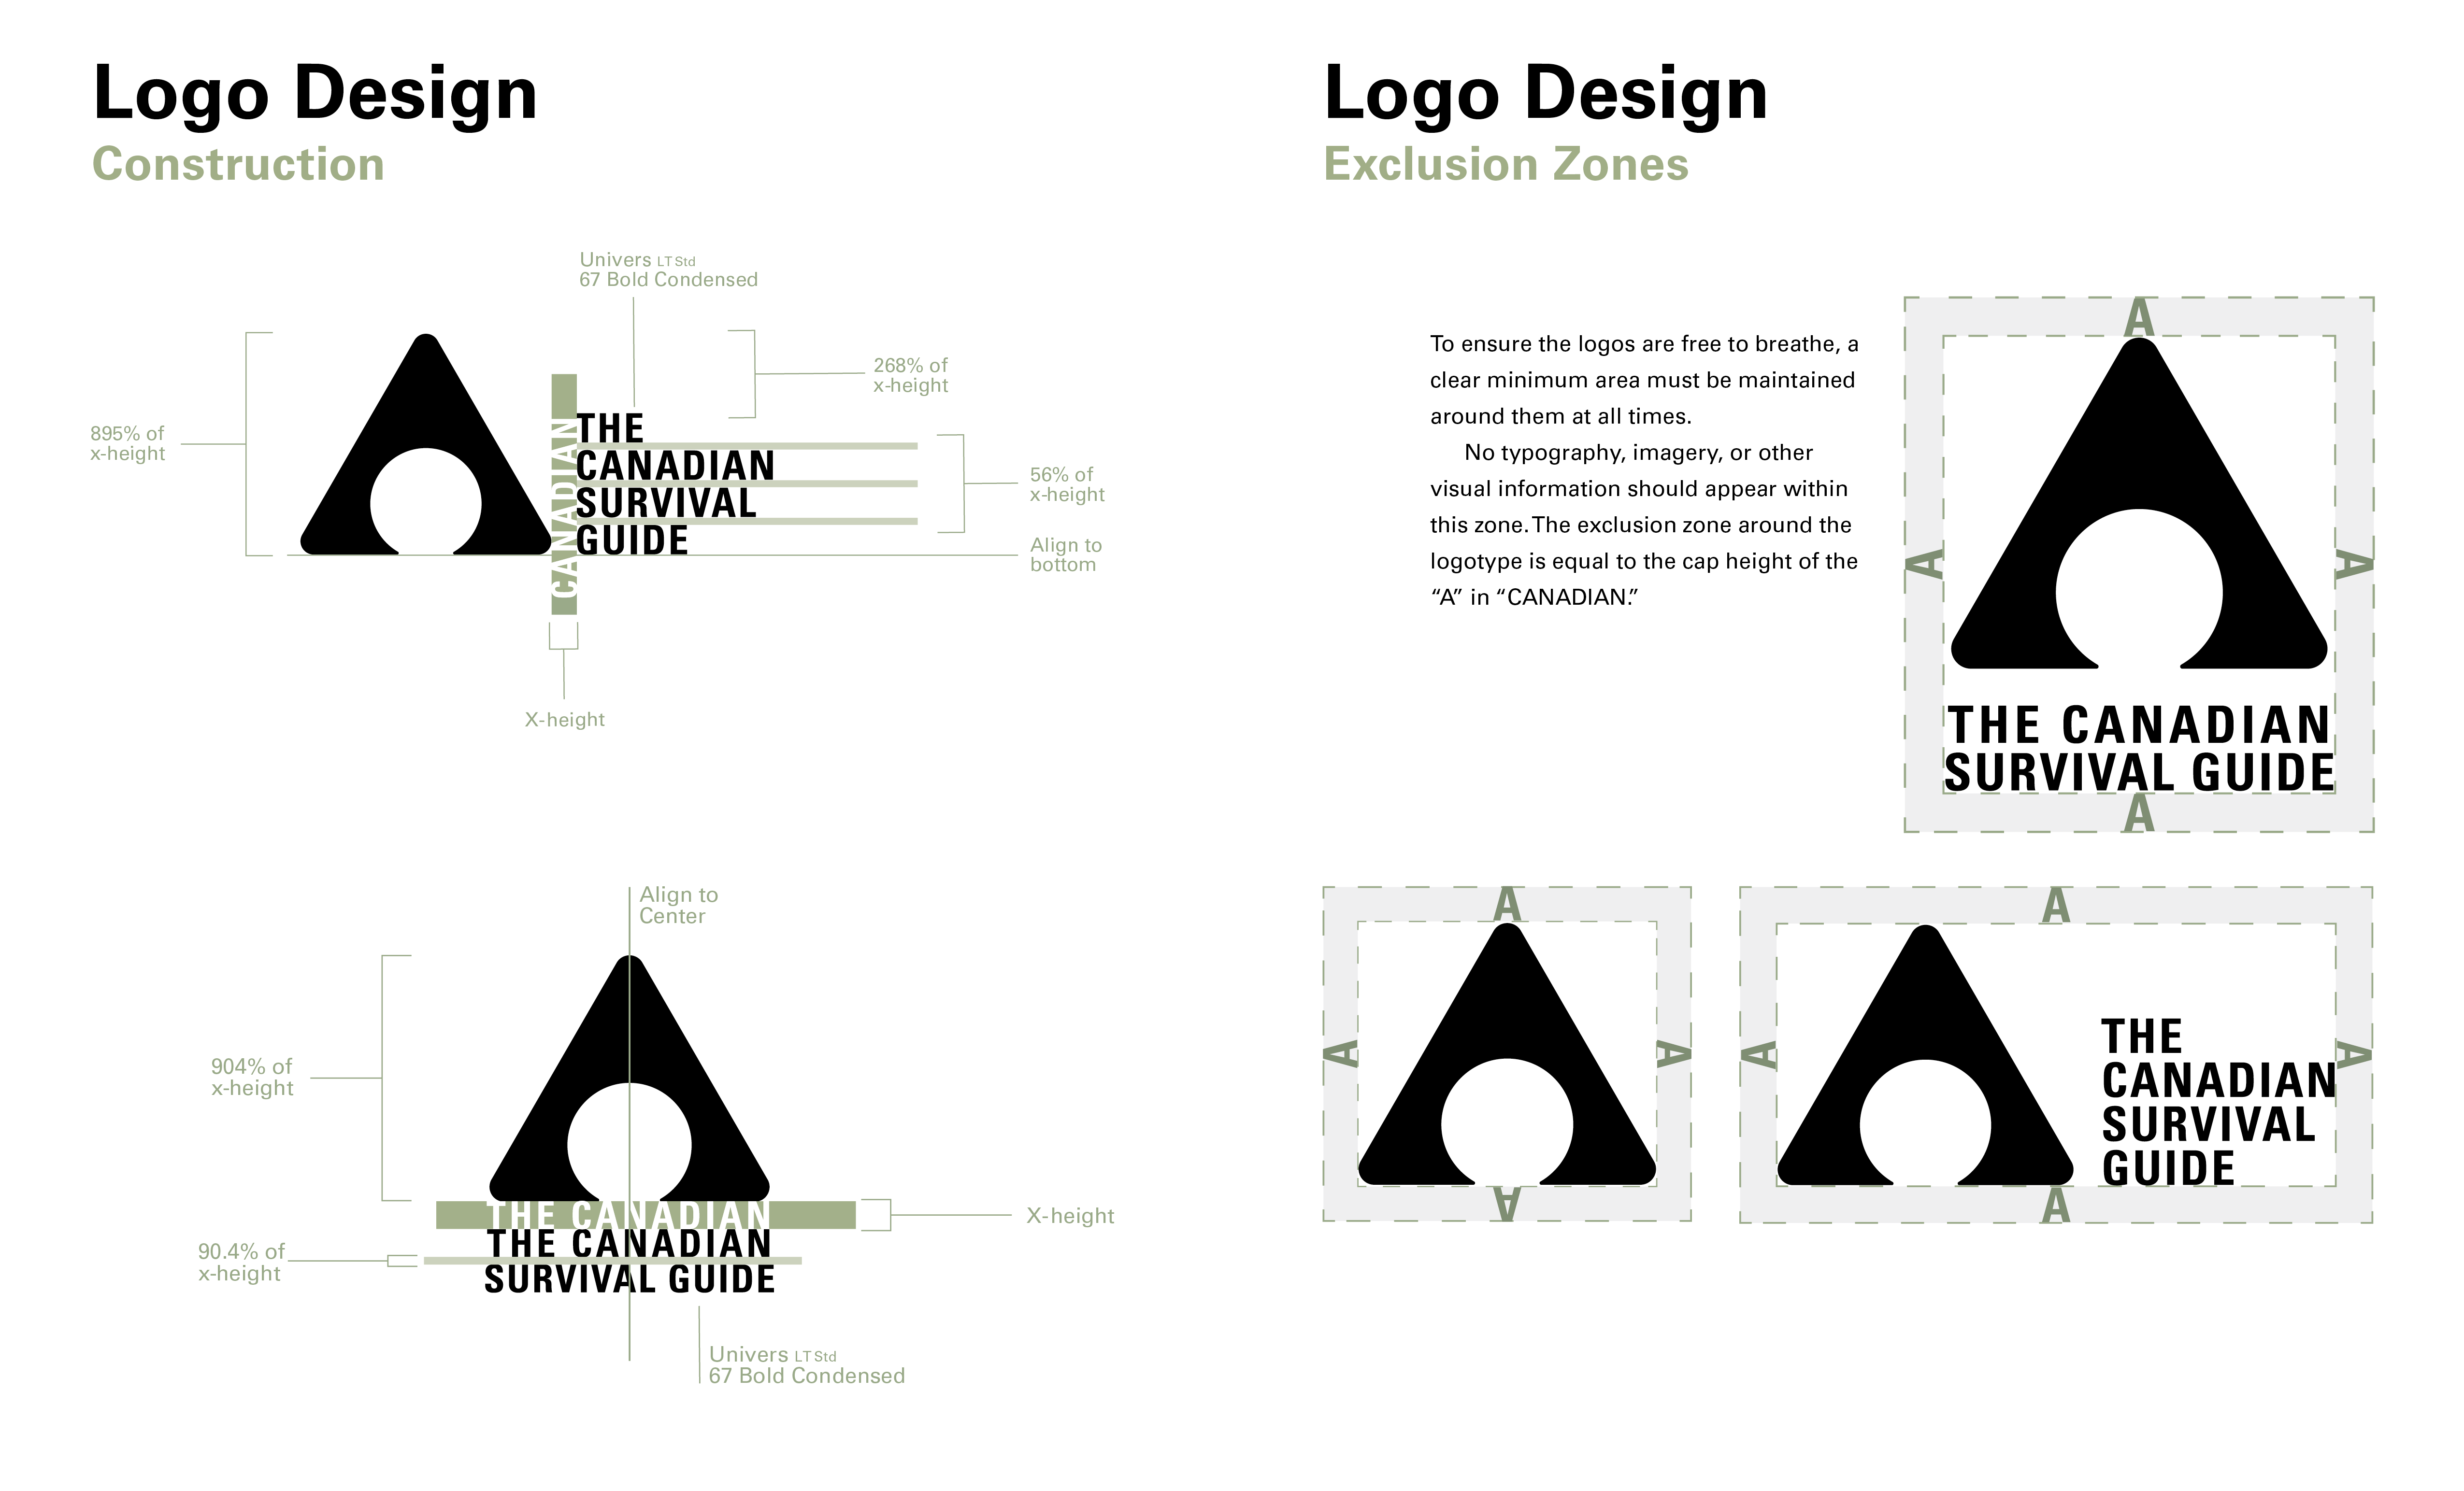 Logo Design
Construction
Univers LT Std
67 Bold Condensed
268% of
x-height
895% of
x-height
CANADIAN
THE
CANADIAN
SURVIVAL
GUIDE
56% of
x-height
Align to
bottom
X-height
Align to
Center
904% of
x-height
THE CANADIAN
X-height
THE CANADIAN
SURVIVAL GUIDE
90.4% of
x-height
Univers LT Std
67 Bold Condensed
Logo Design
Exclusion Zones
To ensure the logos are free to breathe, a
clear minimum area must be maintained
around them at all times.
No typography, imagery, or other
visual information should appear within
this zone. The exclusion zone around the
logotype is equal to the cap height of the
“A” in “CANADIAN.”
A
A
A
THE CANADIAN
SURVIVAL GUIDE
A
A
A
A
A
A
A
A
THE
CANADIAN
SURVIVAL
GUIDE
A